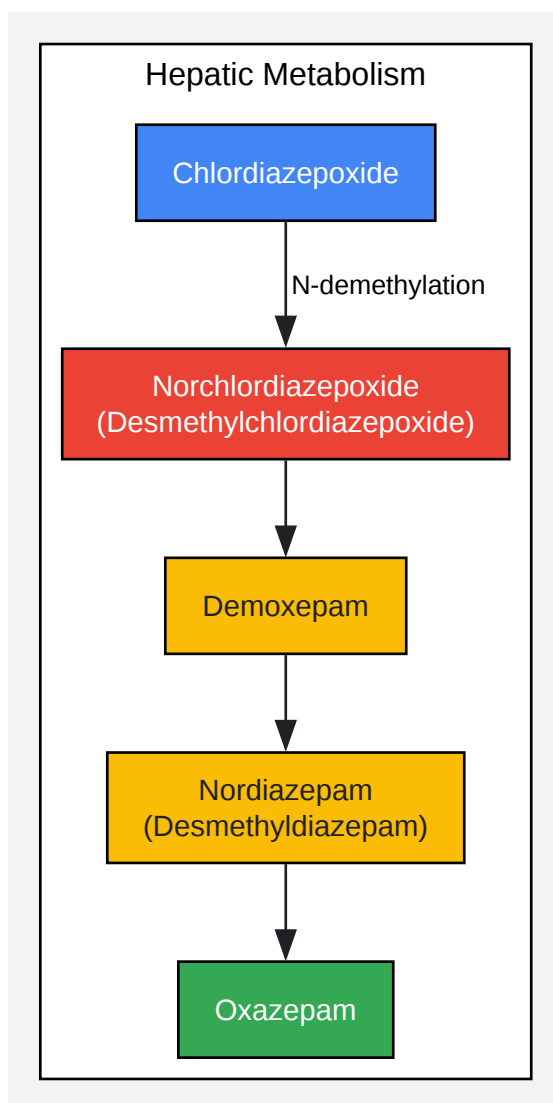 Hepatic Metabolism
Chlordiazepoxide
N-demethylation
Norchlordiazepoxide
(Desmethylchlordiazepoxide)
Demoxepam
Nordiazepam
(Desmethyldiazepam)
Oxazepam